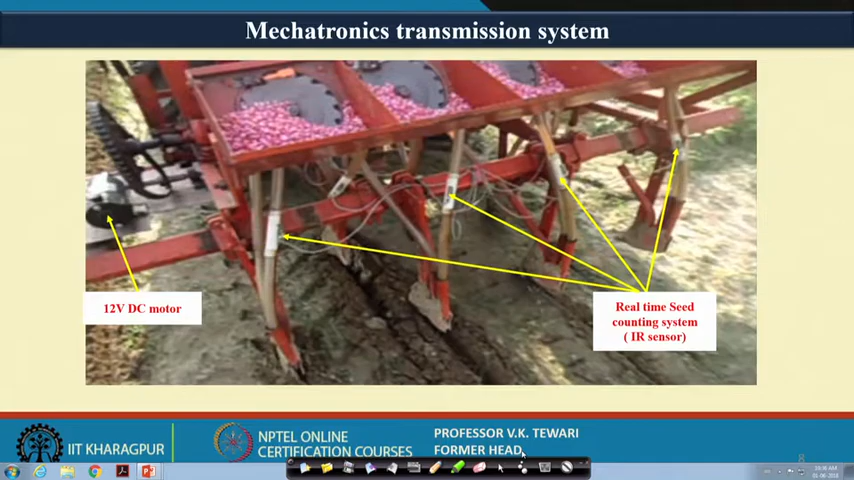 Mechatronics transmission system
12V DC motor
Real time Seed
counting system
( IR sensor)
IIT KHARAGPUR
NPTEL ONLINE
CERTIFICATION COURSES
PROFESSOR V.K. TEWARI
FORMER HEAD,
8